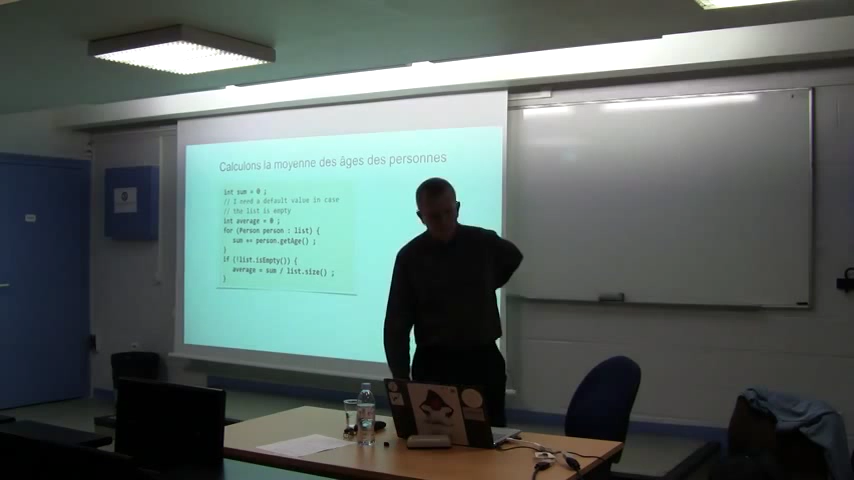 Calculons la moyenne des âges des personnes
int sum = 0 ;
// I need a default value in case
// the list is empty
int average = 0 ;
for (Person person : list) {
sum += person.getAge() ;
}
if (!list.isEmpty()) {
average = sum / list.size() ;
}